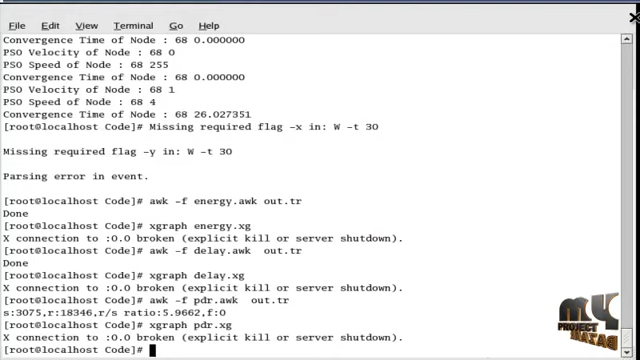 File Edit View Terminal Go Help
Convergence Time of Node : 68 0.000000
PSO Velocity of Node : 68 0
PSO Speed of Node : 68 255
Convergence Time of Node : 68 0.000000
PSO Velocity of Node : 68 1
PSO Speed of Node : 68 4
Convergence Time of Node : 68 26.027351
[root@localhost Code]# Missing required flag -x in: W -t 30
Missing required flag -y in: W -t 30
Parsing error in event.
[root@localhost Code]# awk -f energy.awk out.tr
Done
[root@localhost Code]# xgraph energy.xg
X connection to :0.0 broken (explicit kill or server shutdown).
[root@localhost Code]# awk -f delay.awk  out.tr
Done
[root@localhost Code]# xgraph delay.xg
X connection to :0.0 broken (explicit kill or server shutdown).
[root@localhost Code]# awk -f pdr.awk  out.tr
s:3075,r:18346,r/s ratio:5.9662,f:0
[root@localhost Code]# xgraph pdr.xg
X connection to :0.0 broken (explicit kill or server shutdown).
[root@localhost Code]#
MY
PROJECT
BAZAAR